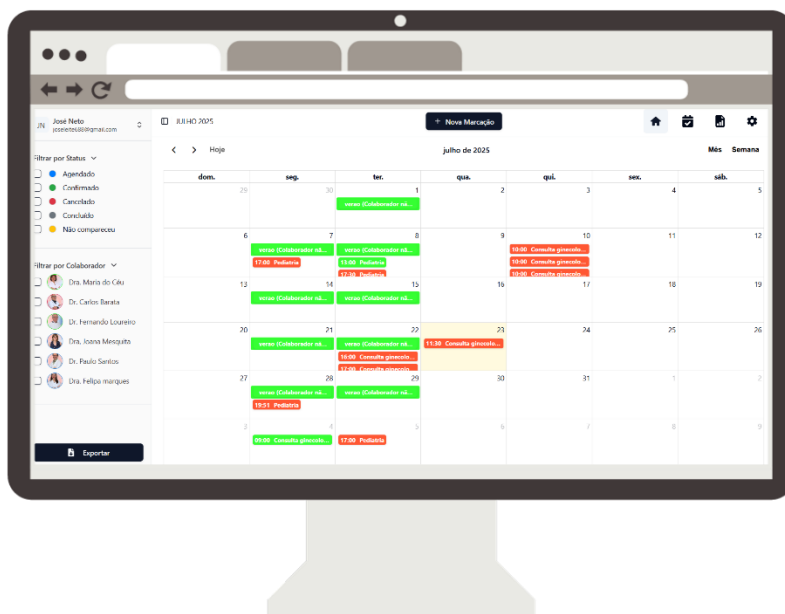 JN
José Neto
joseleite688@gmail.com
JULHO 2025
+ Nova Marcação
Hoje
julho de 2025
Mês Semana
Filtrar por Status
Agendado
Confirmado
Cancelado
Concluído
Não compareceu
Filtrar por Colaborador
Dra. Maria do Céu
Dr. Carlos Barata
Dr. Fernando Loureiro
Dra. Joana Mesquita
Dr. Paulo Santos
Dra. Felipa marques
Exportar
dom. seg. ter. qua. qui. sex. sáb.
29 30 1 2 3 4 5
verao (Colaborador nã...
6 7 8 9 10 11 12
verao (Colaborador nã... verao (Colaborador nã... 10:00 Consulta ginecolo...
17:00 Pediatria 13:00 Pediatria 10:00 Consulta ginecolo...
17:30 Pediatria 10:00 Consulta ginecolo...
13 14 15 16 17 18 19
verao (Colaborador nã... verao (Colaborador nã...
20 21 22 23 24 25 26
verao (Colaborador nã... verao (Colaborador nã... 11:30 Consulta ginecolo...
16:00 Consulta ginecolo...
17:00 Consulta ginecolo...
27 28 29 30 31 1 2
verao (Colaborador nã... verao (Colaborador nã...
19:51 Pediatria
3 4 5 6 7 8 9
09:00 Consulta ginecolo... 17:00 Pediatria